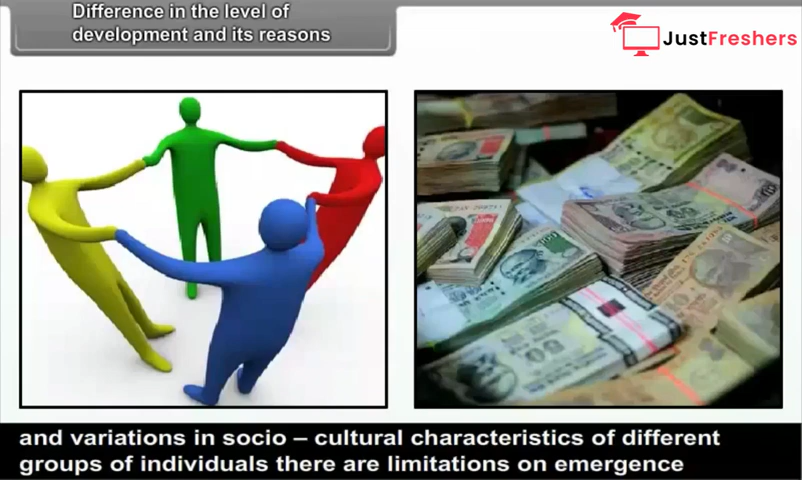 Difference in the level of
development and its reasons
JustFreshers
and variations in socio – cultural characteristics of different
groups of individuals there are limitations on emergence